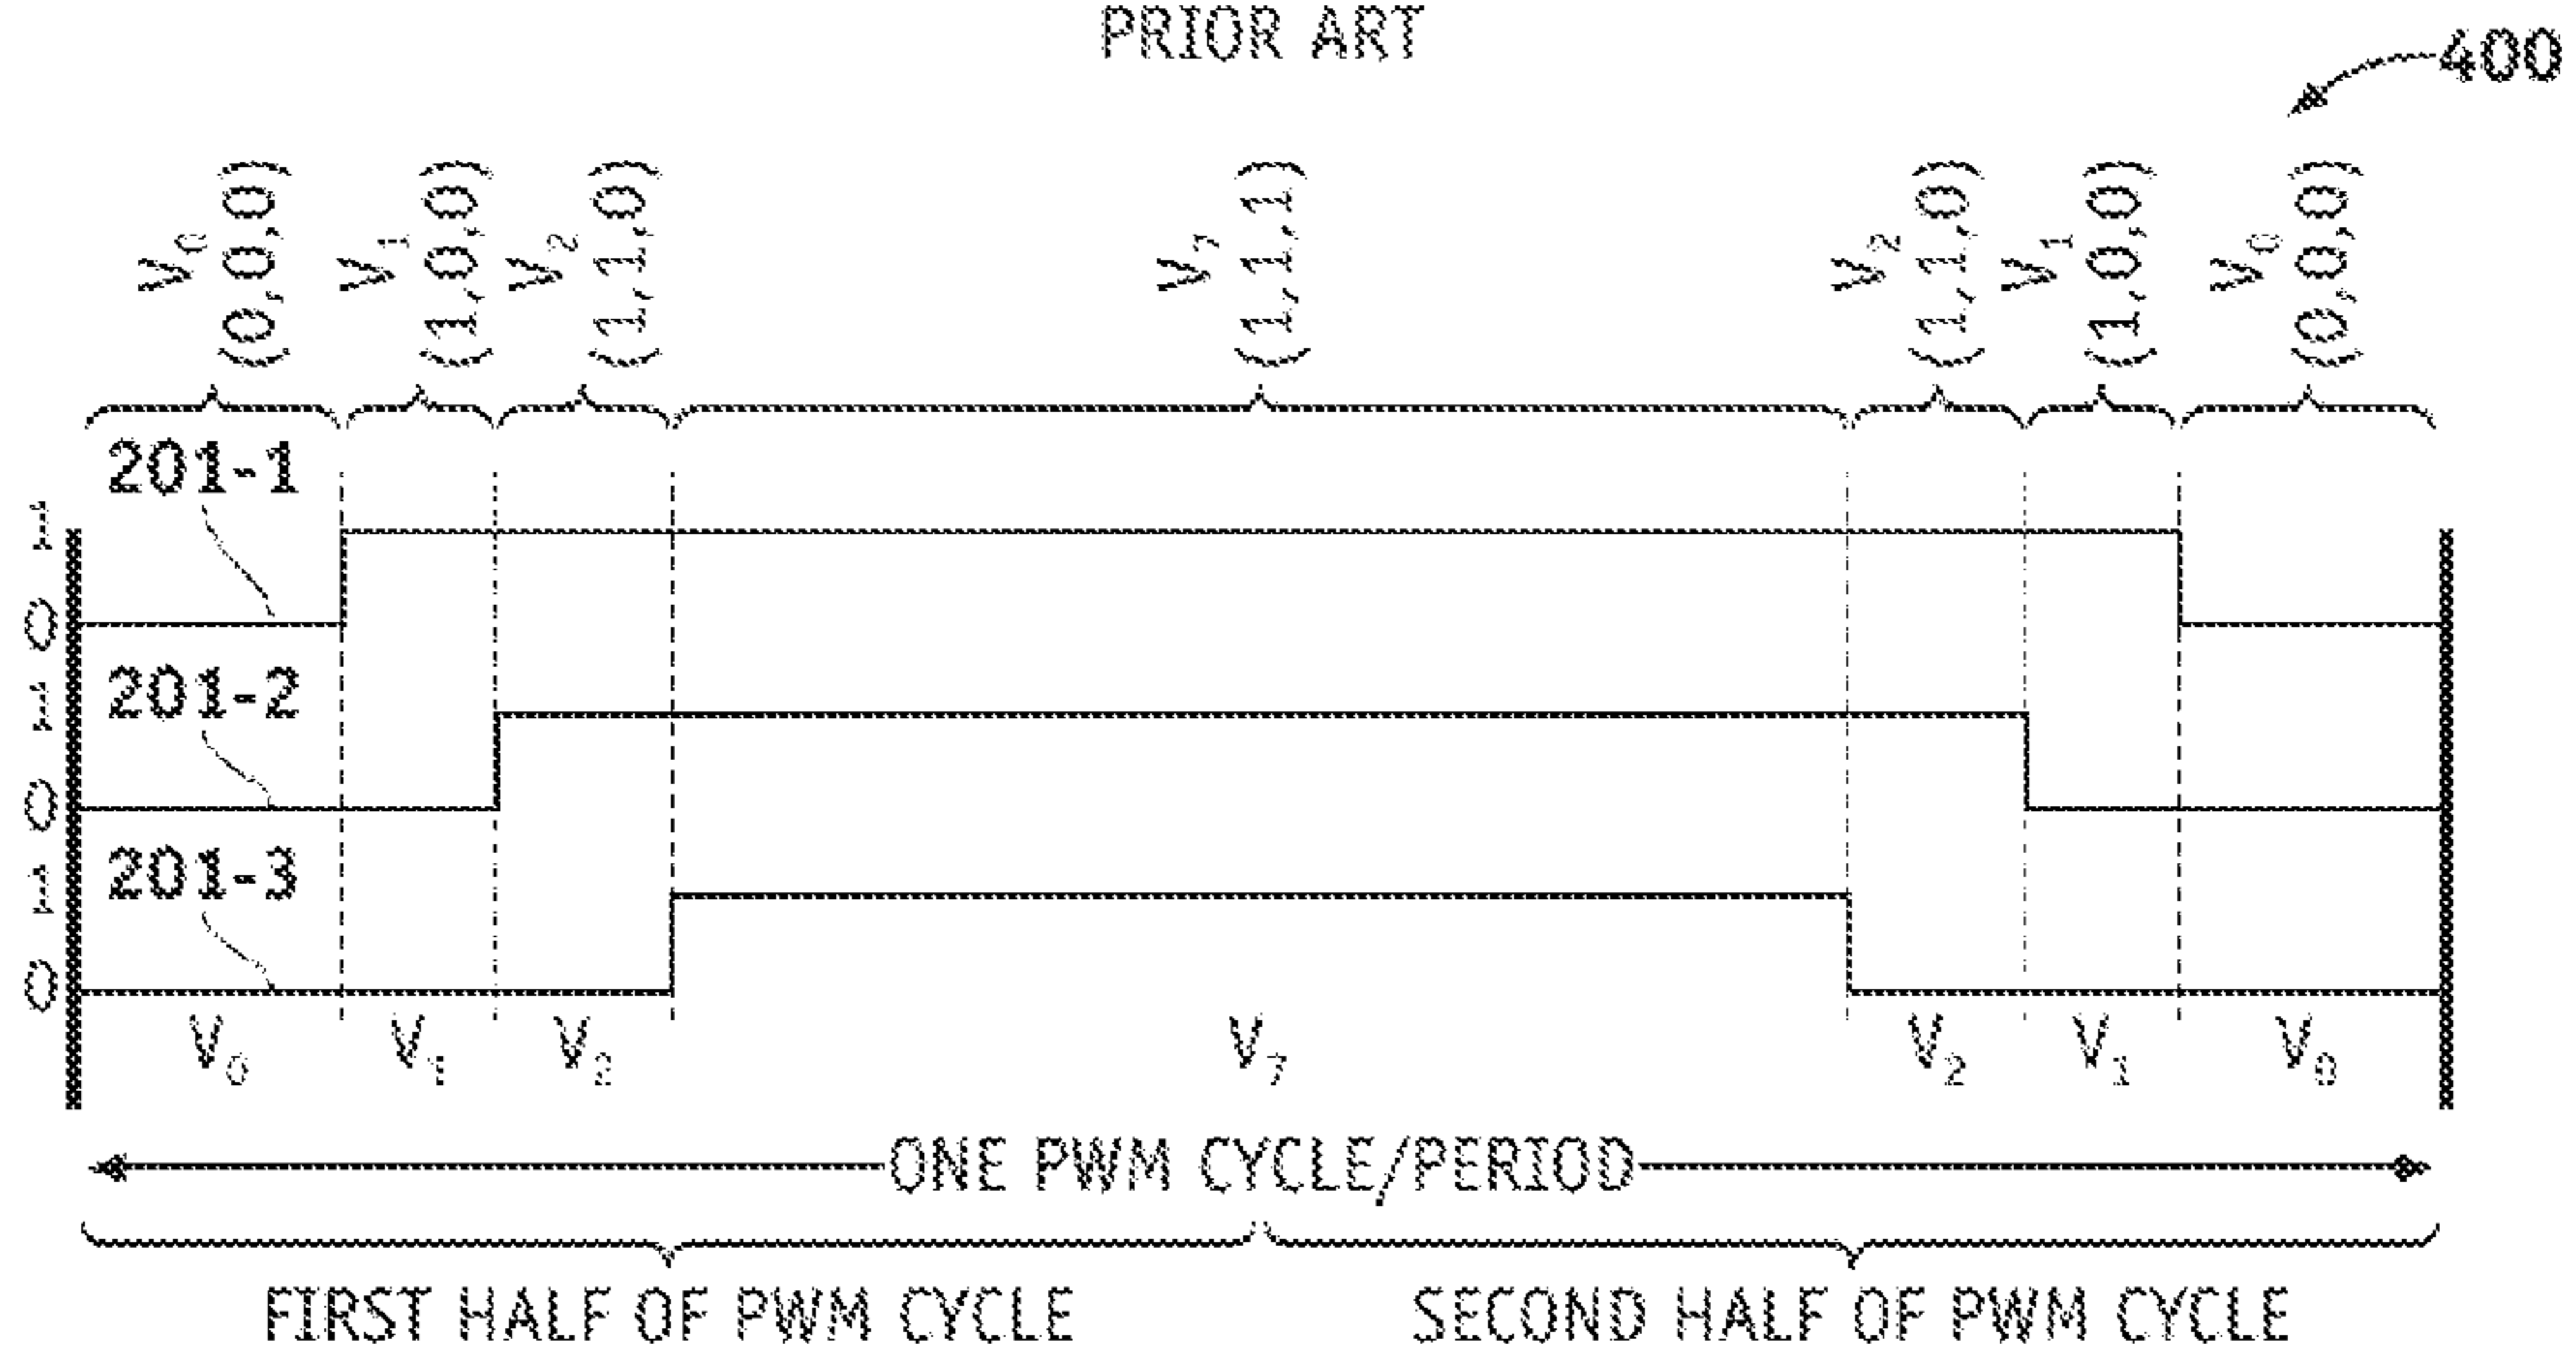 PRIOR ART
400
V0 (0,0,0)
V1 (1,0,0)
V2 (1,1,0)
V7 (1,1,1)
V2 (1,1,0)
V1 (1,0,0)
V0 (0,0,0)
201-1
1
0
201-2
1
0
201-3
1
0
V0 V1 V2 V7 V2 V1 V0
ONE PWM CYCLE/PERIOD
FIRST HALF OF PWM CYCLE SECOND HALF OF PWM CYCLE